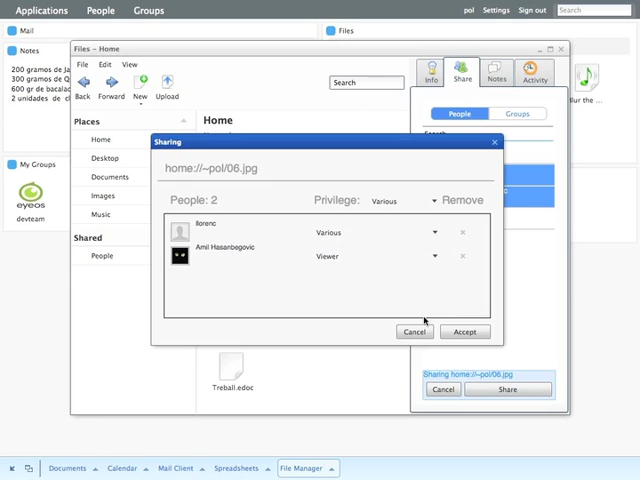 Applications People Groups pol Settings Sign out Search
Mail
Files
Notes
200 gramos de
300 gramos de
600 gr de bacala
2 unidades de
My Groups
eyeos
devteam
Files – Home
File Edit View
Back Forward New Upload
Search
Info Share Notes Activity
Places
Home
Desktop
Documents
Images
Music
Shared
People
Home
People Groups
Sharing
home://~pol/06.jpg
People: 2 Privilege: Various Remove
llorenc
Various
Amil Hasanbegovic
Viewer
Cancel Accept
Treball.edoc
Sharing home://~pol/06.jpg
Cancel Share
lur the ...
Documents Calendar Mail Client Spreadsheets File Manager